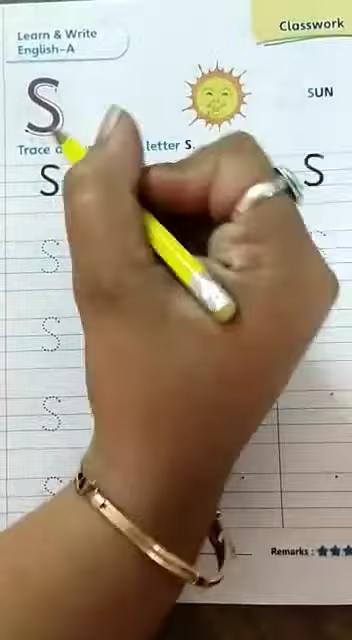 Learn & Write
English-A
Classwork
S
SUN
Trace letter S.
S S
S
S
S
Remarks :